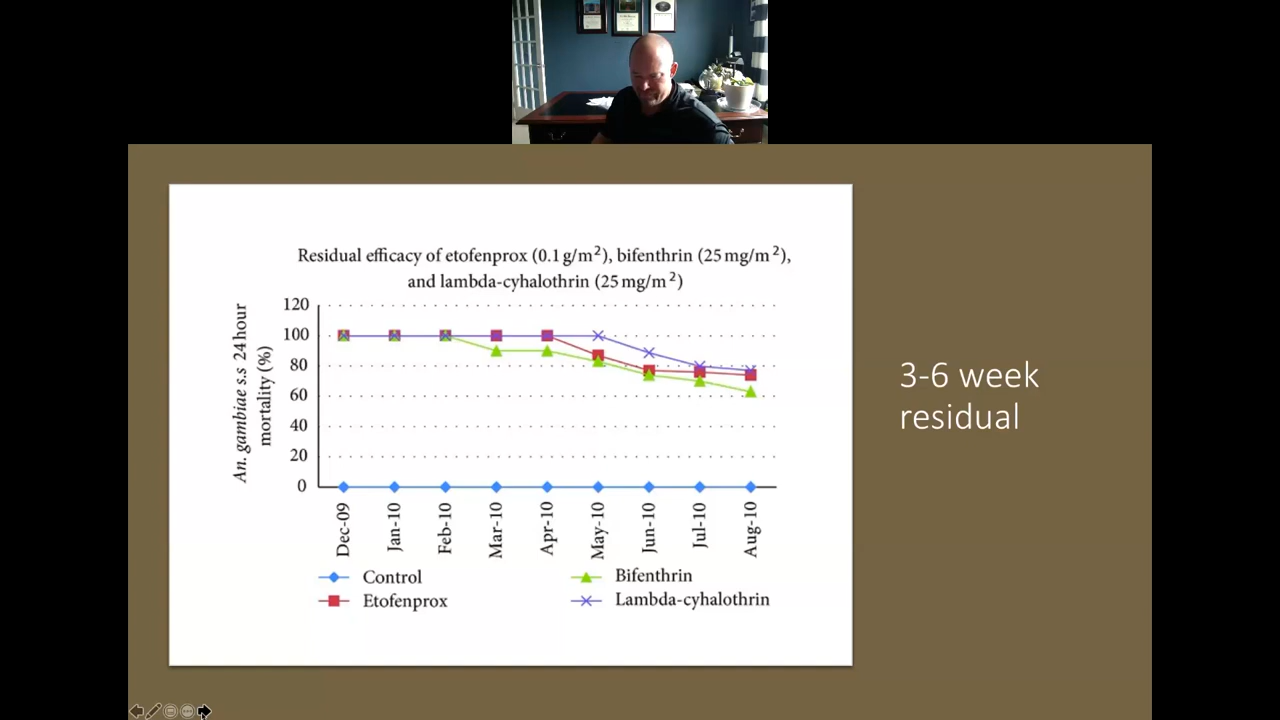 Residual efficacy of etofenprox (0.1 g/m²), bifenthrin (25 mg/m²),
and lambda-cyhalothrin (25 mg/m²)
An. gambiae s.s 24 hour
mortality (%)
120
100
80
60
40
20
0
Dec-09
Jan-10
Feb-10
Mar-10
Apr-10
May-10
Jun-10
Jul-10
Aug-10
Control
Bifenthrin
Etofenprox
Lambda-cyhalothrin
3-6 week
residual